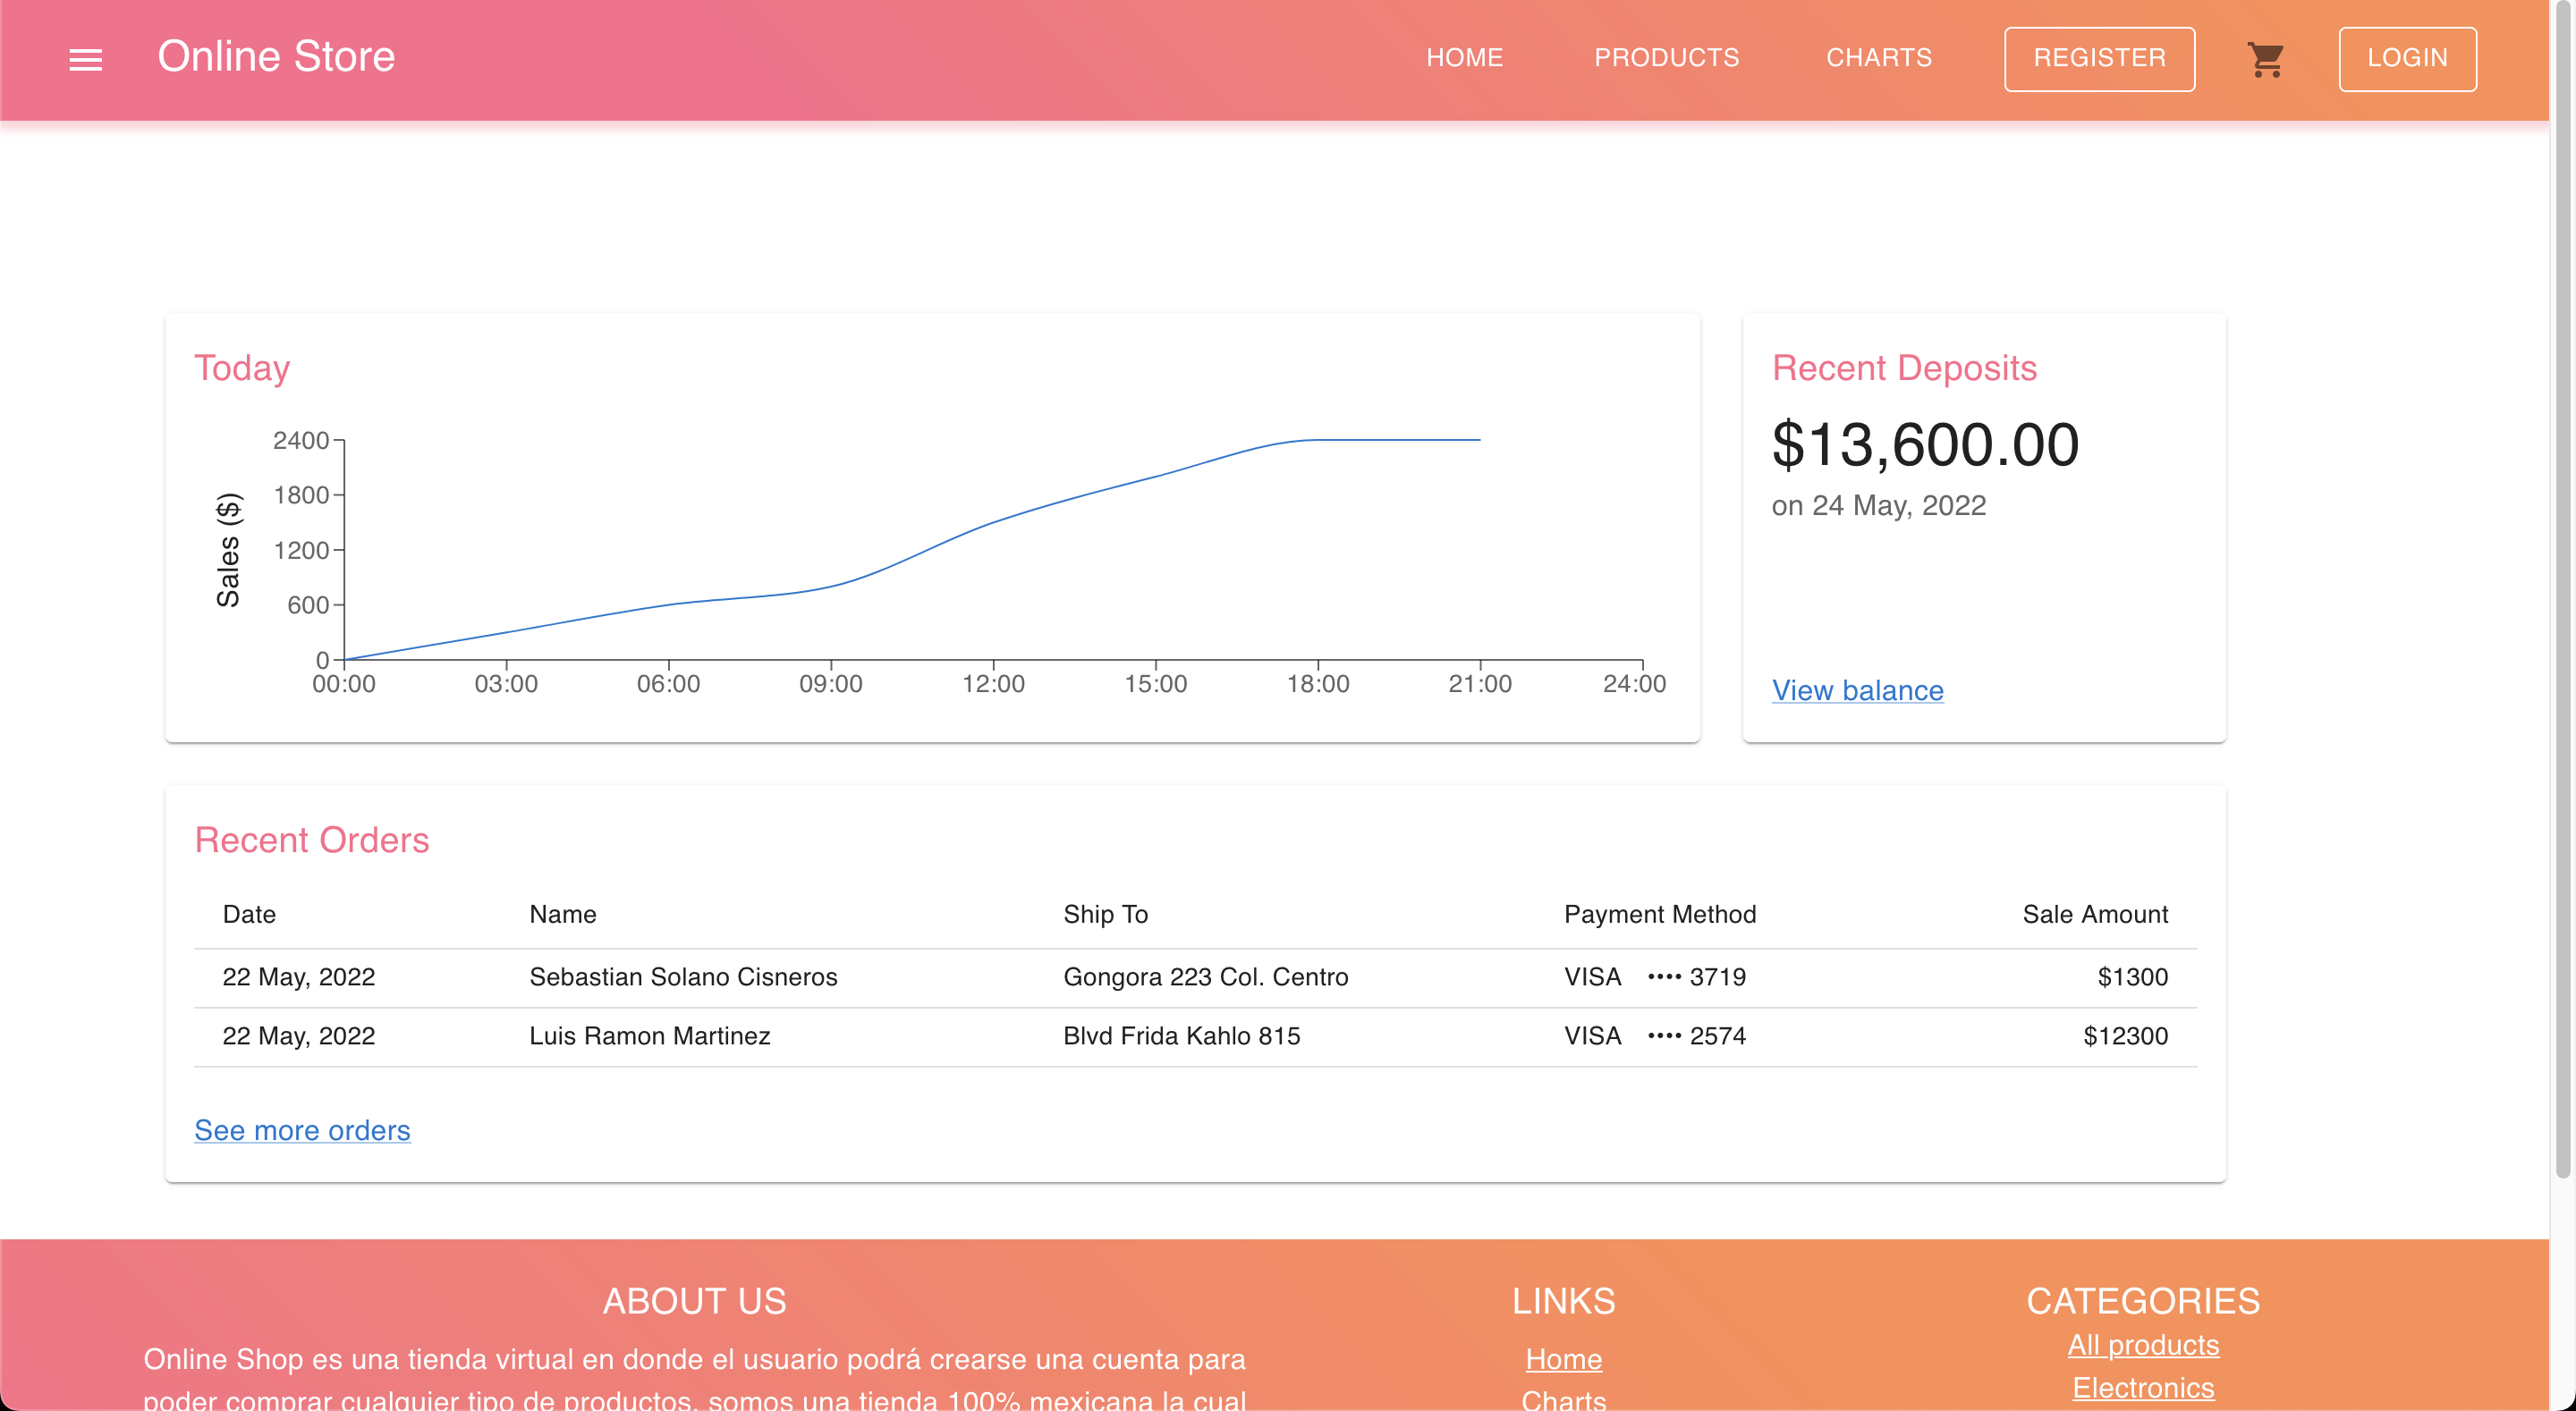 Online Store
HOME PRODUCTS CHARTS REGISTER LOGIN
Today
Sales ($)
2400
1800
1200
600
0
00:00 03:00 06:00 09:00 12:00 15:00 18:00 21:00 24:00
Recent Deposits
$13,600.00
on 24 May, 2022
View balance
Recent Orders
Date Name Ship To Payment Method Sale Amount
22 May, 2022 Sebastian Solano Cisneros Gongora 223 Col. Centro VISA •••• 3719 $1300
22 May, 2022 Luis Ramon Martinez Blvd Frida Kahlo 815 VISA •••• 2574 $12300
See more orders
ABOUT US
Online Shop es una tienda virtual en donde el usuario podrá crearse una cuenta para
poder comprar cualquier tipo de productos, somos una tienda 100% mexicana la cual
LINKS
Home
Charts
CATEGORIES
All products
Electronics